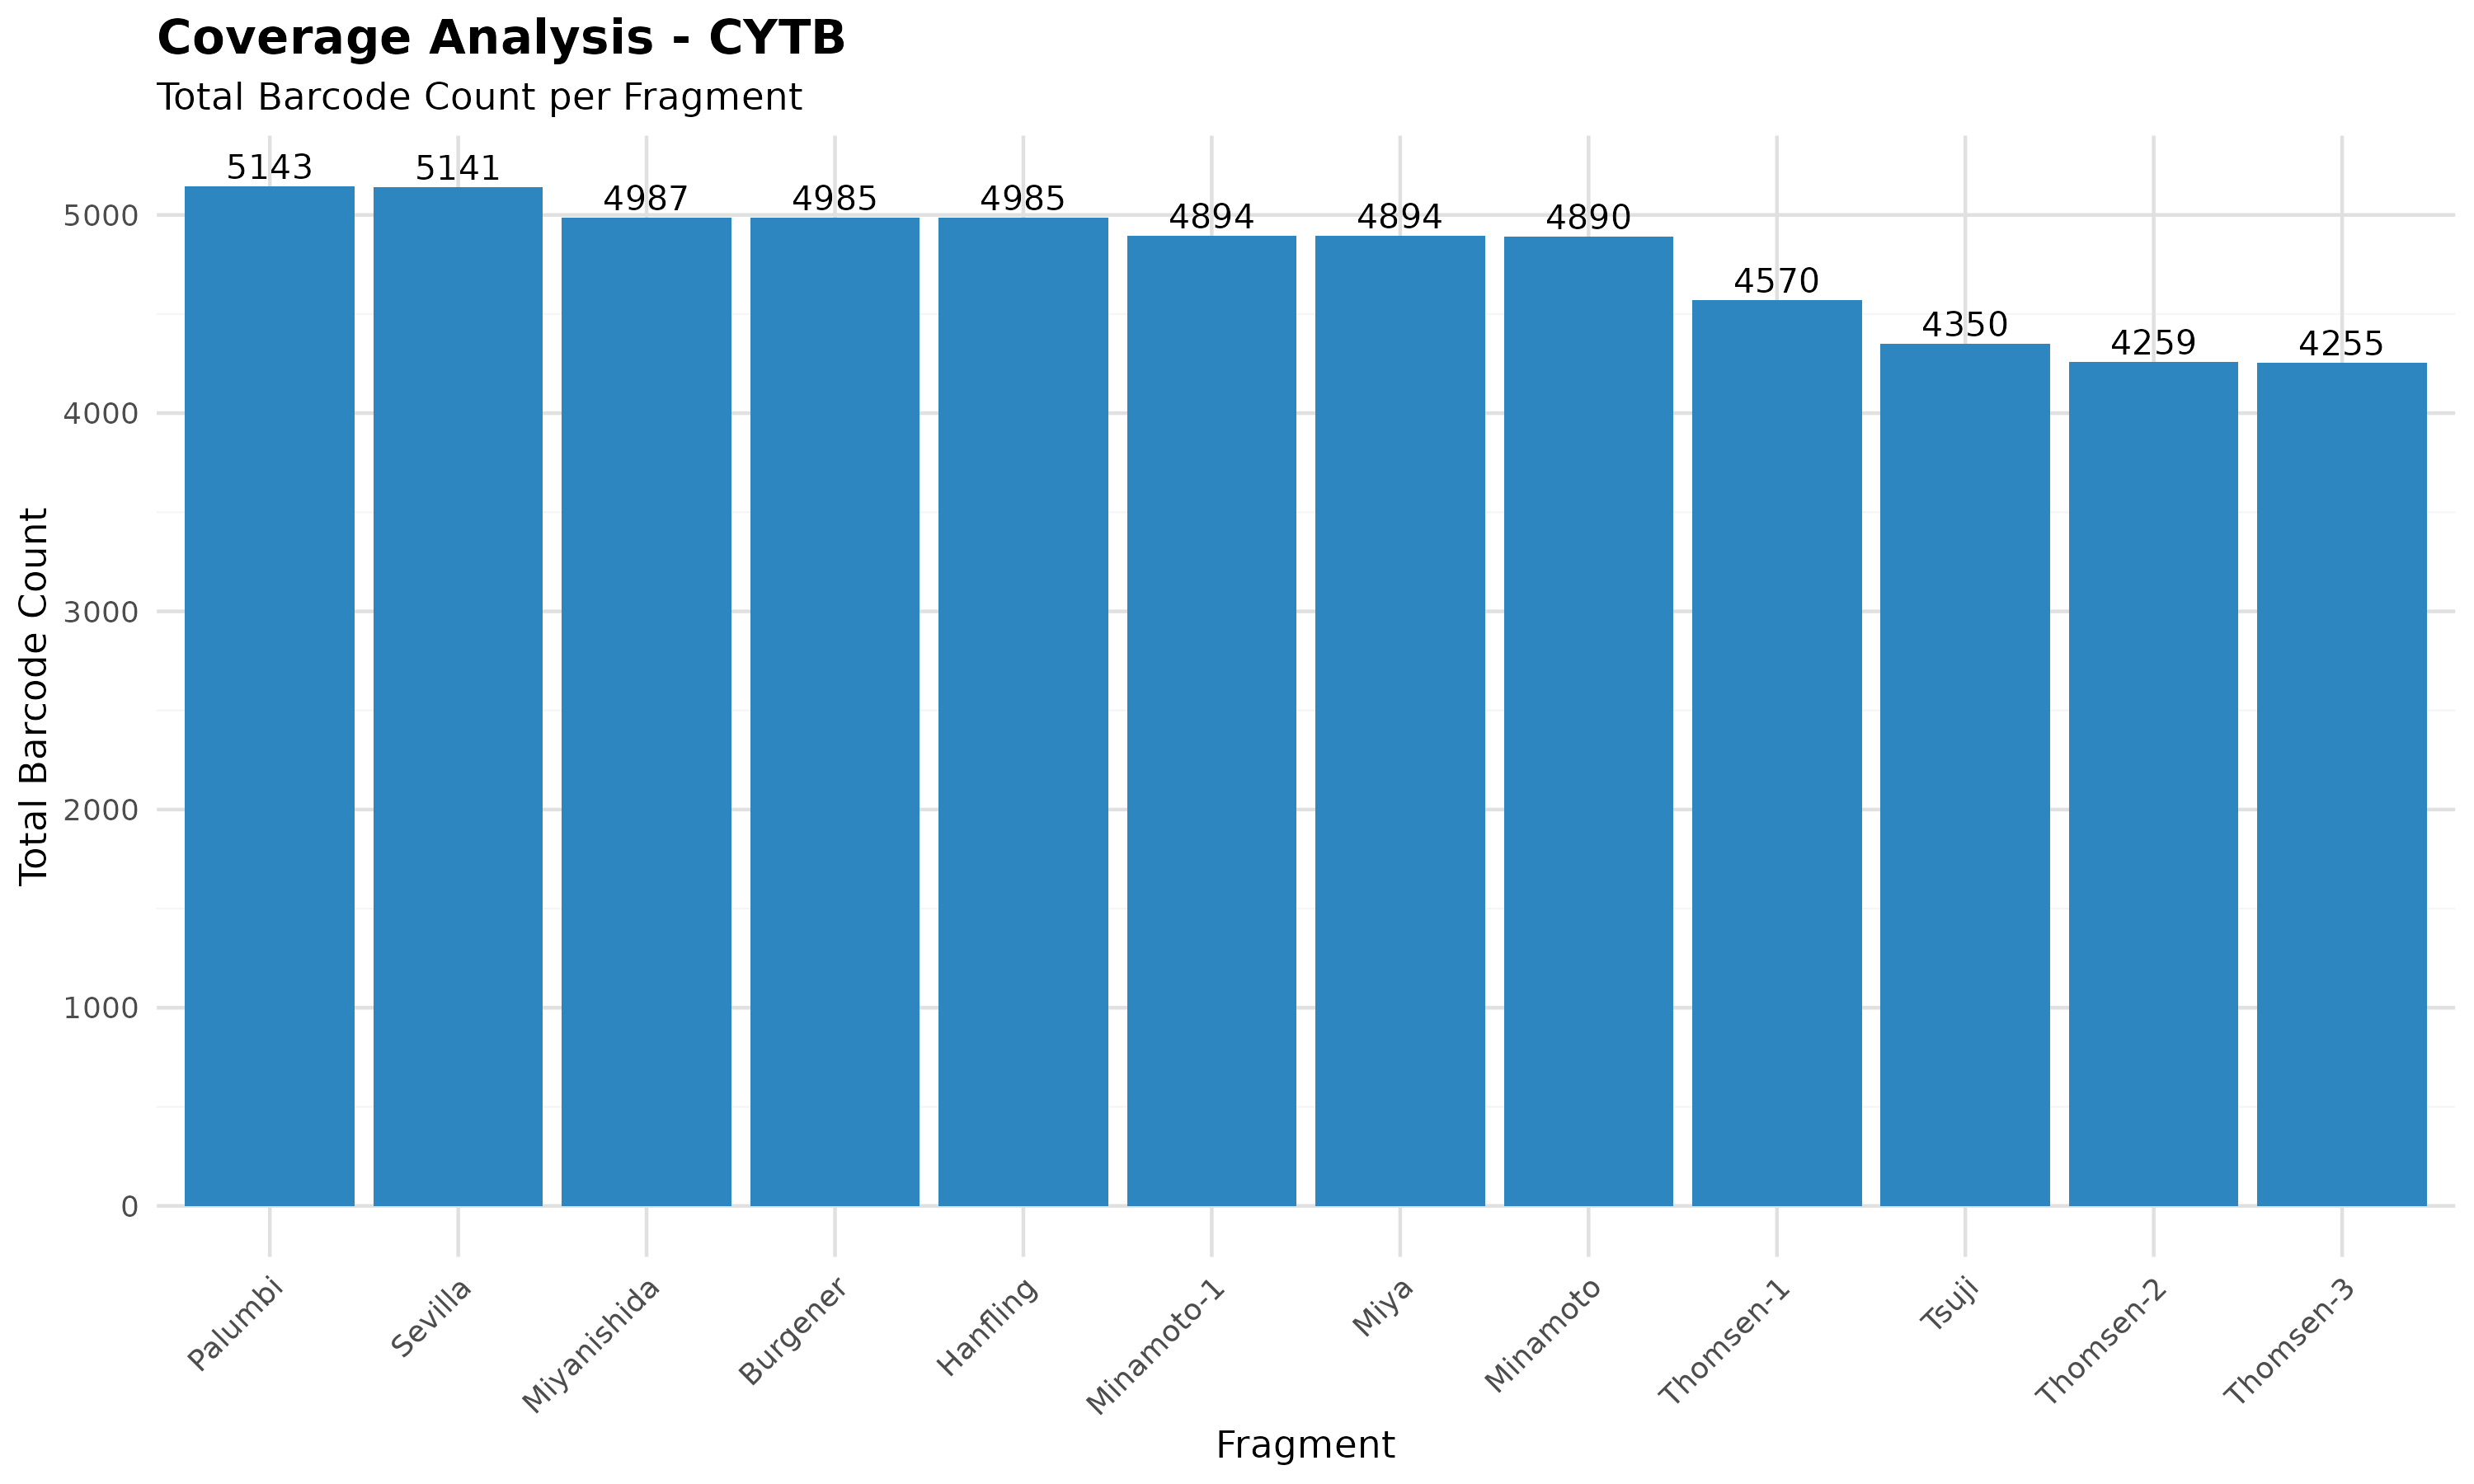 Coverage Analysis - CYTB
Total Barcode Count per Fragment
5143
5141
4987
4985
4985
4894
4894
4890
4570
4350
4259
4255
5000
4000
3000
2000
1000
0
Total Barcode Count
Palumbi
Sevilla
Miyanishida
Burgener
Hanfling
Minamoto-1
Miya
Minamoto
Thomsen-1
Tsuji
Thomsen-2
Thomsen-3
Fragment